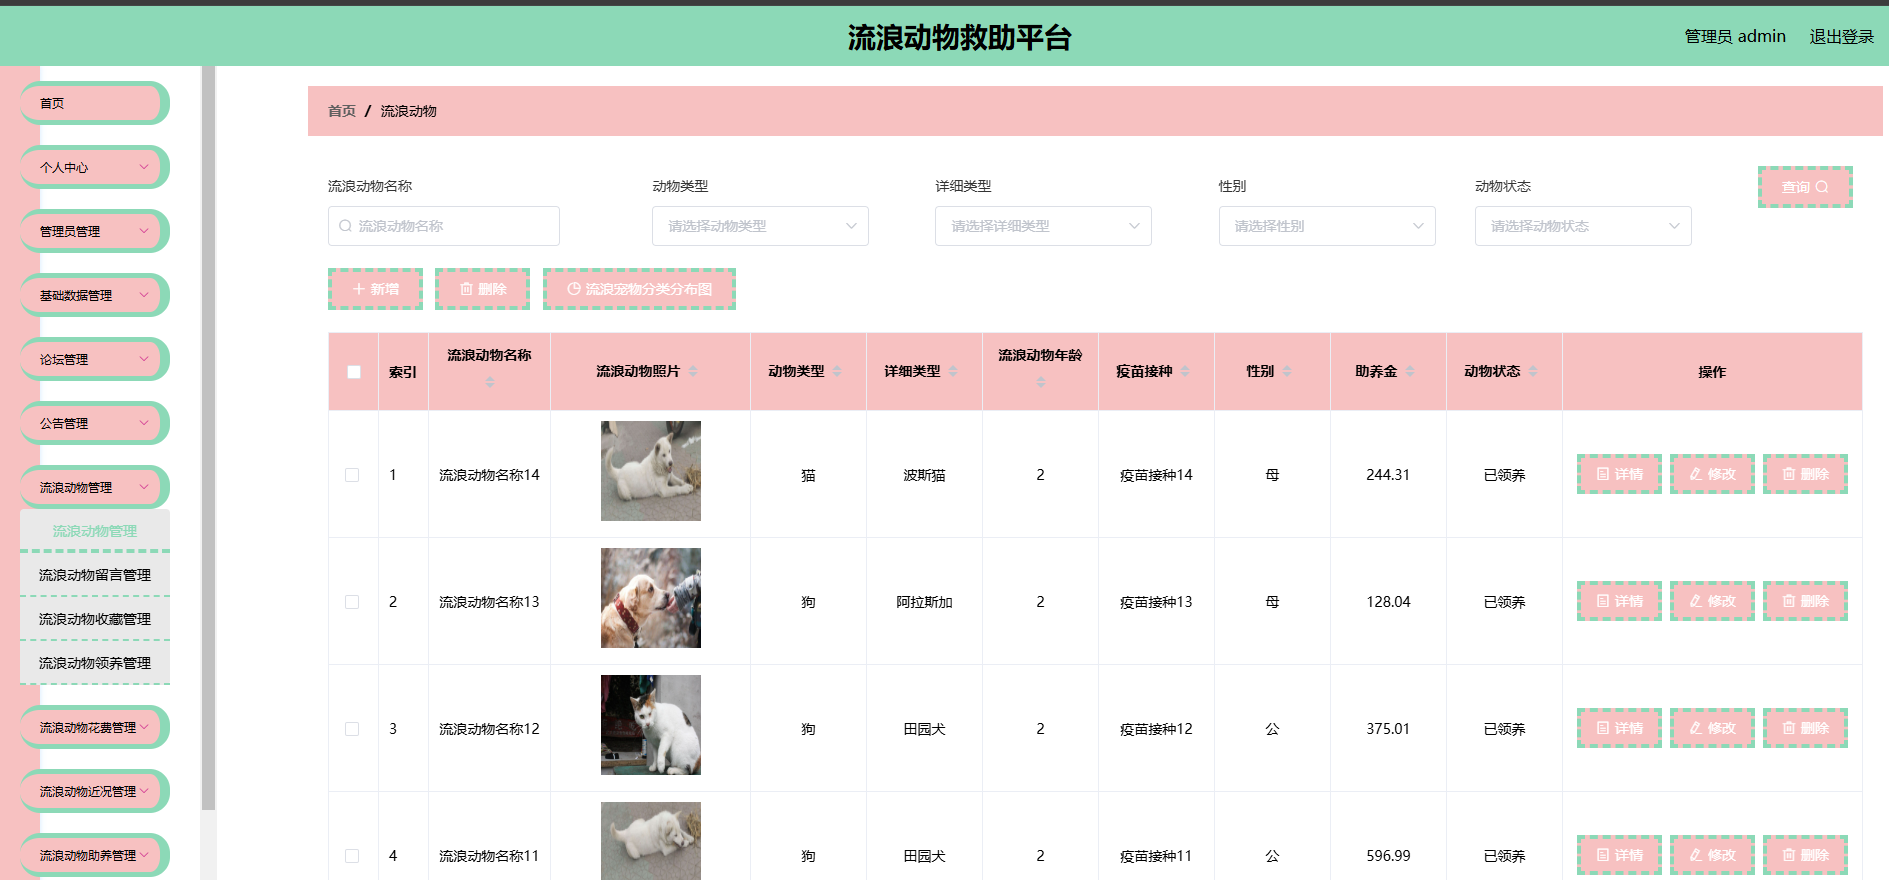 流浪动物救助平台
管理员 admin 退出登录
首页
个人中心
管理员管理
基础数据管理
论坛管理
公告管理
流浪动物管理
流浪动物管理
流浪动物留言管理
流浪动物收藏管理
流浪动物领养管理
流浪动物花费管理
流浪动物近况管理
流浪动物助养管理
首页 / 流浪动物
流浪动物名称 动物类型 详细类型 性别 动物状态
流浪动物名称 请选择动物类型 请选择详细类型 请选择性别 请选择动物状态 查询
新增 删除 流浪宠物分类分布图
索引 流浪动物名称 流浪动物照片 动物类型 详细类型 流浪动物年龄 疫苗接种 性别 助养金 动物状态 操作
1 流浪动物名称14 猫 波斯猫 2 疫苗接种14 母 244.31 已领养 详情 修改 删除
2 流浪动物名称13 狗 阿拉斯加 2 疫苗接种13 母 128.04 已领养 详情 修改 删除
3 流浪动物名称12 狗 田园犬 2 疫苗接种12 公 375.01 已领养 详情 修改 删除
4 流浪动物名称11 狗 田园犬 2 疫苗接种11 公 596.99 已领养 详情 修改 删除